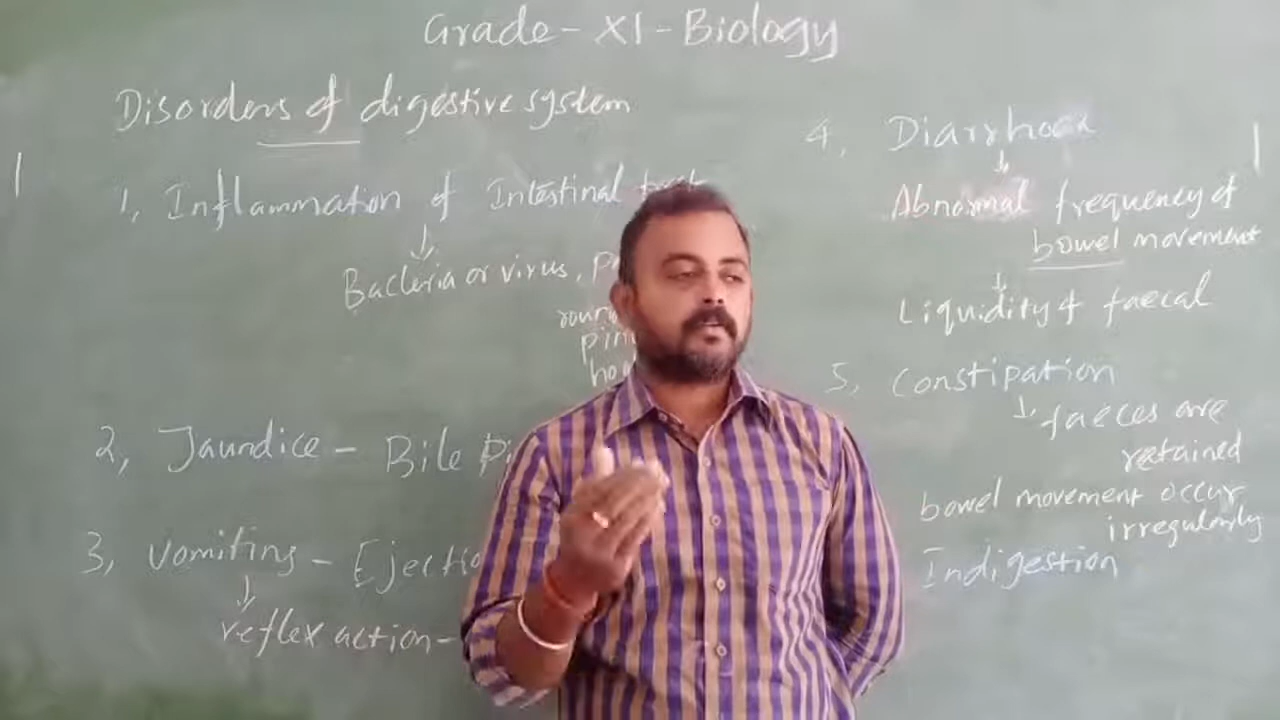 Grade - XI - Biology
Disorders of digestive system
1, Inflammation of Intestinal
Bacteria or virus,
2, Jaundice - Bile
3, Vomiting -
reflex action -
4, Diarrhoea
Abnormal frequency of
bowel movement
Liquidity of faecal
5, Constipation
faeces are
retained
bowel movement occur
irregularly
Indigestion